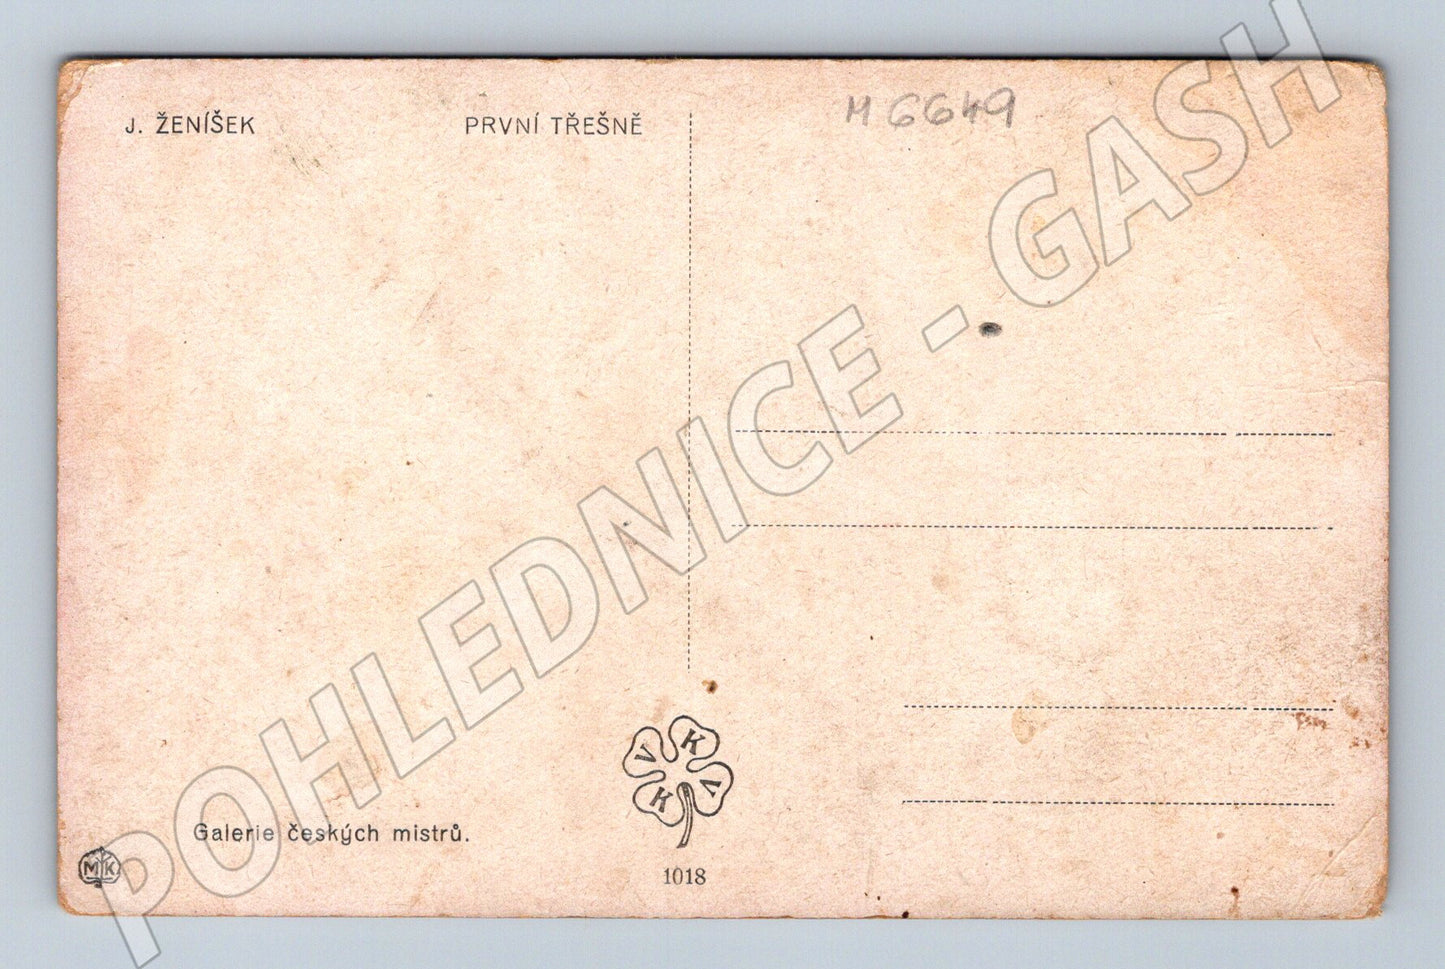 J. ŽENÍŠEK
PRVNÍ TŘEŠNĚ
M 6649
POHLEDNICE - GASH
V K
K V
1018
Galerie českých mistrů.
M K